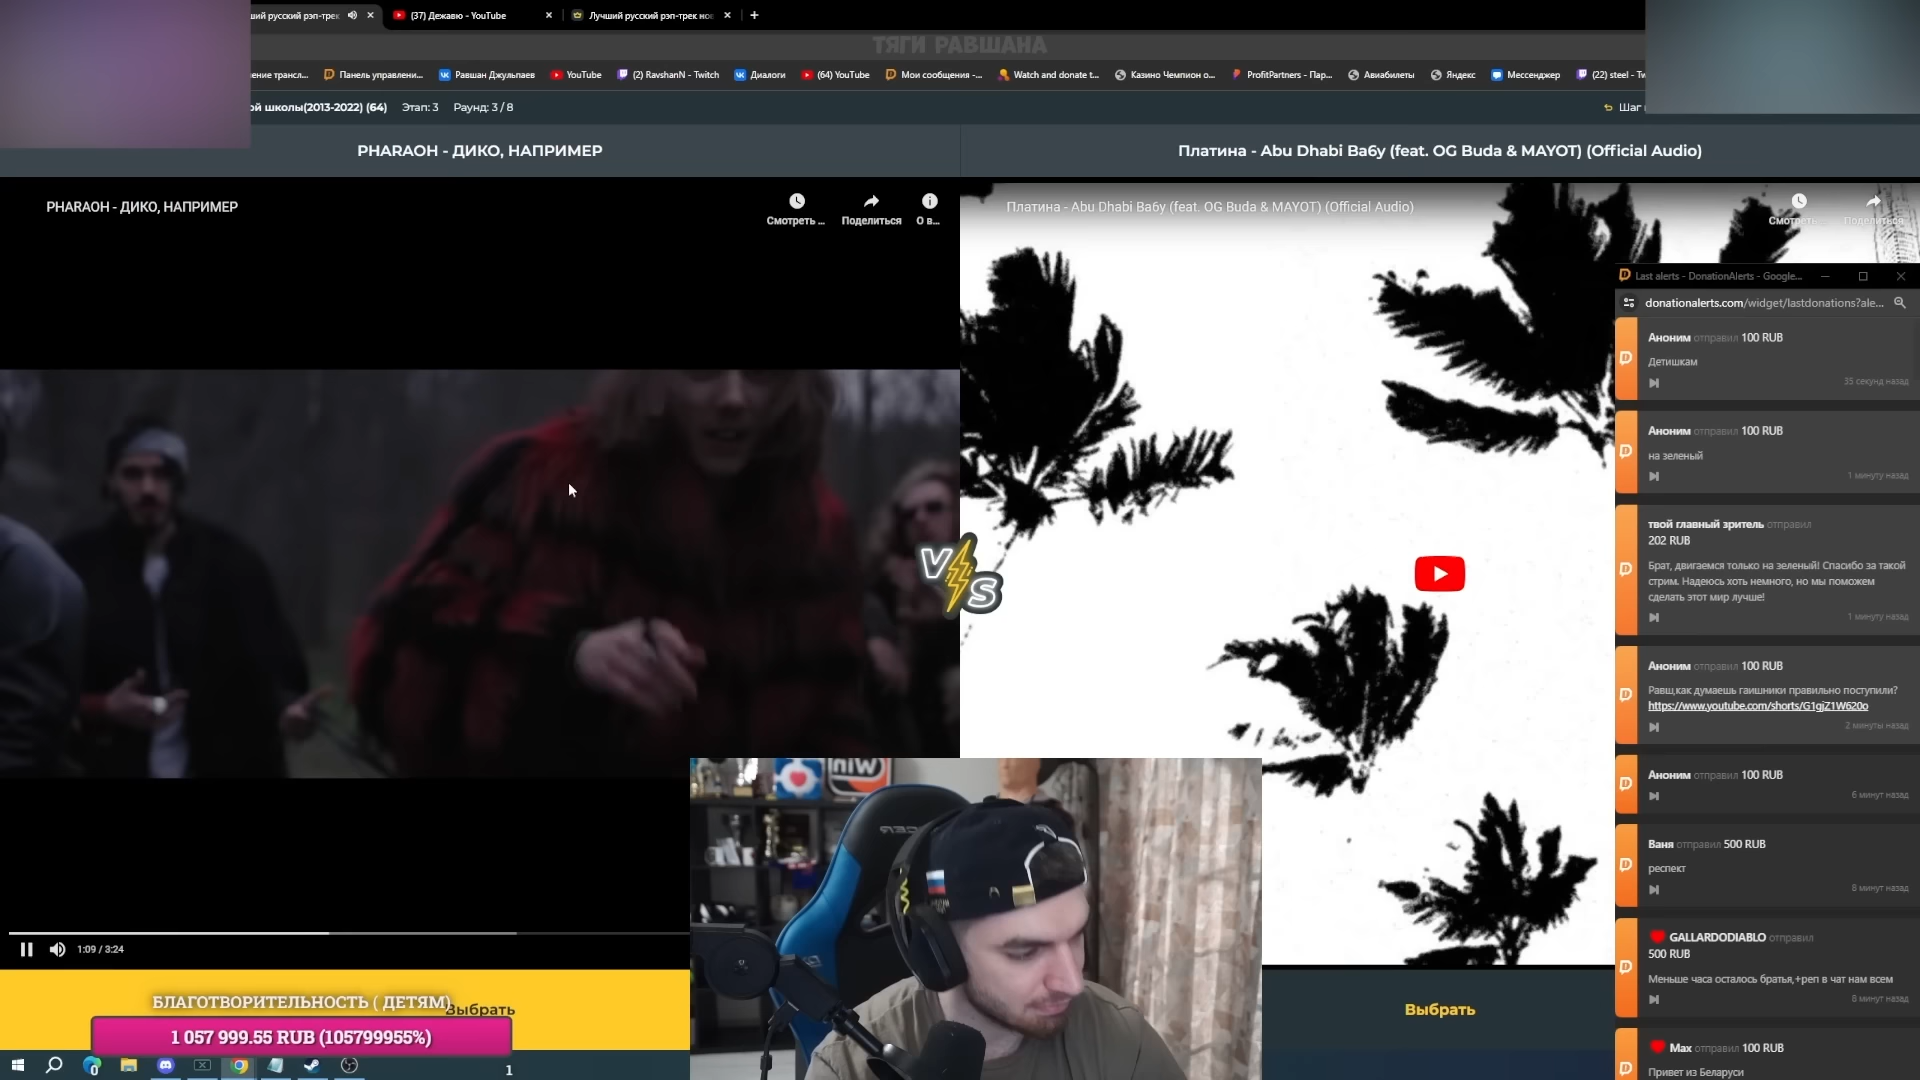 ший русский рэп-трек
(37) Дежавю - YouTube
Лучший русский рэп-трек но
ТЯГИ РАВШАНА
ение трансл...
Панель управлени...
Равшан Джульпаев
YouTube
(2) RavshanN - Twitch
Диалоги
(64) YouTube
Мои сообщения -...
Watch and donate t...
Казино Чемпион о...
ProfitPartners - Пар...
Авиабилеты
Яндекс
Мессенджер
(22) steel - Tw
ой школы(2013-2022) (64) Этап: 3 Раунд: 3 / 8
Шаг
PHARAOH - ДИКО, НАПРИМЕР
Платина - Abu Dhabi Ba6y (feat. OG Buda & MAYOT) (Official Audio)
PHARAOH - ДИКО, НАПРИМЕР
Смотреть ...
Поделиться
О в...
Платина - Abu Dhabi Ba6y (feat. OG Buda & MAYOT) (Official Audio)
Смотреть ...
Поделиться
VS
Last alerts - DonationAlerts - Google...
donationalerts.com/widget/lastdonations?ale...
Аноним отправил 100 RUB
Детишкам
35 секунд назад
Аноним отправил 100 RUB
на зеленый
1 минуту назад
твой главный зритель отправил
202 RUB
Брат, двигаемся только на зеленый! Спасибо за такой
стрим. Надеюсь хоть немного, но мы поможем
сделать этот мир лучше!
1 минуту назад
Аноним отправил 100 RUB
Равш,как думаешь гаишники правильно поступили?
https://www.youtube.com/shorts/G1gjZ1W620o
2 минуты назад
Аноним отправил 100 RUB
6 минут назад
Ваня отправил 500 RUB
респект
8 минут назад
GALLARDODIABLO отправил
500 RUB
Меньше часа осталось братья,+реп в чат нам всем
8 минут назад
Max отправил 100 RUB
Привет из Беларуси
1:09 / 3:24
Выбрать
Выбрать
БЛАГОТВОРИТЕЛЬНОСТЬ ( ДЕТЯМ)
1 057 999.55 RUB (105799955%)
1